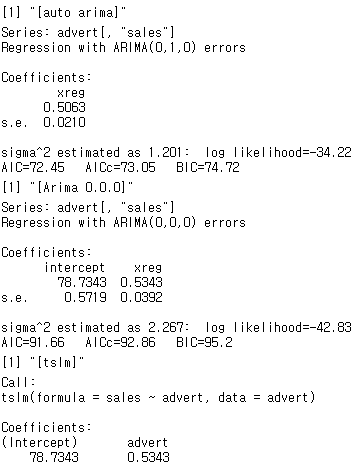 [1] "[auto arima]"
Series: advert[, "sales"]
Regression with ARIMA(0,1,0) errors
Coefficients:
xreg
0.5063
s.e. 0.0210
sigma^2 estimated as 1.201: log likelihood=-34.22
AIC=72.45 AICc=73.05 BIC=74.72
[1] "[Arima 0.0.0]"
Series: advert[, "sales"]
Regression with ARIMA(0,0,0) errors
Coefficients:
intercept xreg
78.7343 0.5343
s.e. 0.5719 0.0392
sigma^2 estimated as 2.267: log likelihood=-42.83
AIC=91.66 AICc=92.86 BIC=95.2
[1] "[tslm]"
Call:
tslm(formula = sales ~ advert, data = advert)
Coefficients:
(Intercept) advert
78.7343 0.5343